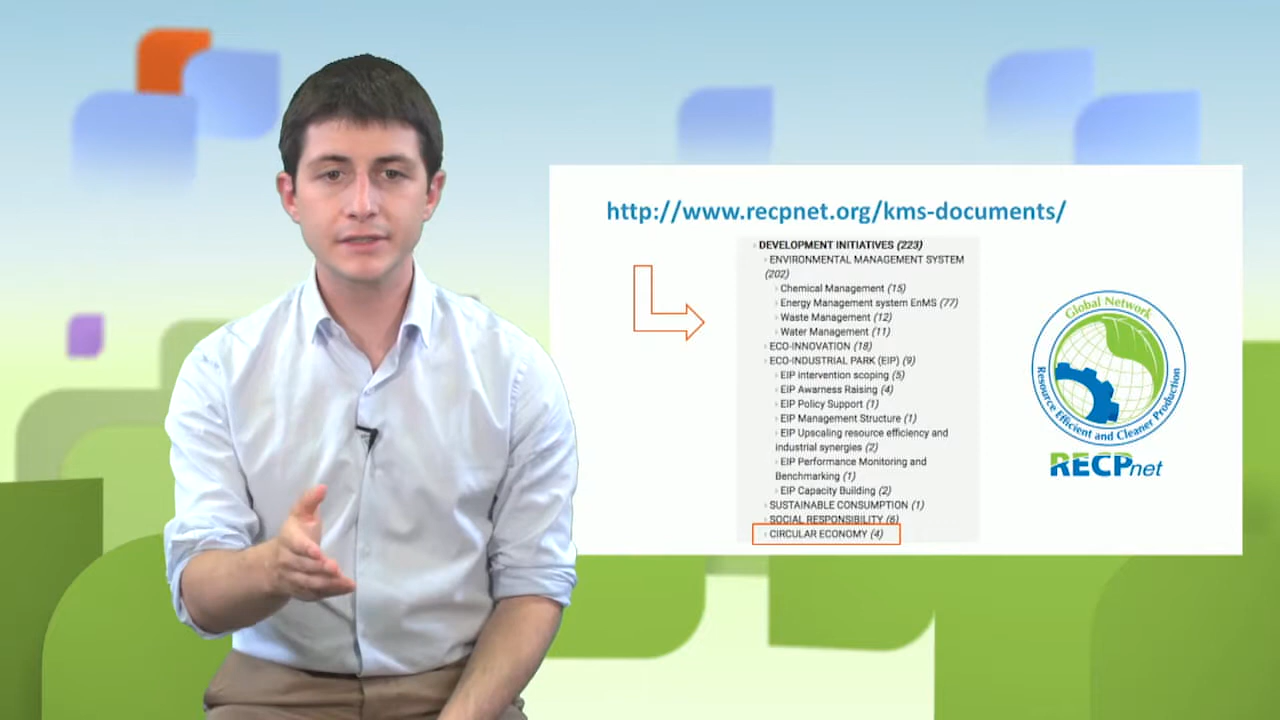 http://www.recpnet.org/kms-documents/
DEVELOPMENT INITIATIVES (223)
ENVIRONMENTAL MANAGEMENT SYSTEM
(202)
Chemical Management (15)
Energy Management system EnMS (77)
Waste Management (12)
Water Management (11)
ECO-INNOVATION (18)
ECO-INDUSTRIAL PARK (EIP) (9)
EIP intervention scoping (5)
EIP Awarness Raising (4)
EIP Policy Support (1)
EIP Management Structure (1)
EIP Upscaling resource efficiency and
industrial synergies (2)
EIP Performance Monitoring and
Benchmarking (1)
EIP Capacity Building (2)
SUSTAINABLE CONSUMPTION (1)
SOCIAL RESPONSIBILITY (6)
CIRCULAR ECONOMY (4)
Global Network
Resource Efficient and Cleaner Production
RECPnet